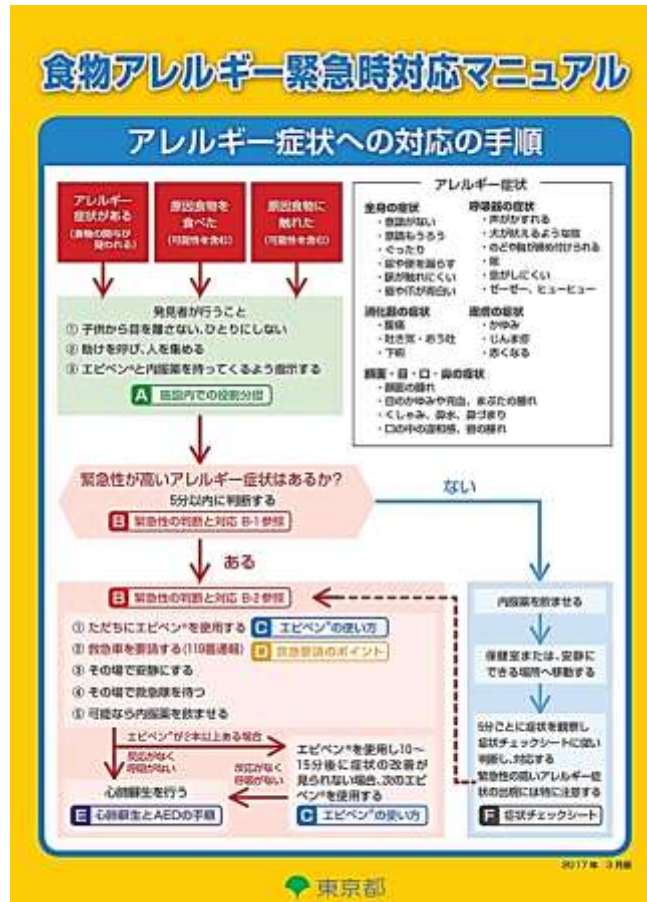 食物アレルギー緊急時対応マニュアル
アレルギー症状への対応の手順
アレルギー
症状がある
(食物の関与が
疑われる)
原因食物を
食べた
(可能性を含む)
原因食物に
触れた
(可能性を含む)
発見者が行うこと
① 子供から目を離さない、ひとりにしない
② 助けを呼び、人を集める
③ エピペン®と内服薬を持ってくるよう指示する
A 施設内での役割分担
アレルギー症状
全身の症状
・意識がない
・意識もうろう
・ぐったり
・尿や便を漏らす
・脈が触れにくい
・唇や爪が青白い
呼吸器の症状
・声がかすれる
・犬が吠えるような咳
・のどや胸が締め付けられる
・咳
・息がしにくい
・ゼーゼー、ヒューヒュー
消化器の症状
・腹痛
・吐き気・おう吐
・下痢
皮膚の症状
・かゆみ
・じんま疹
・赤くなる
顔面・目・口・鼻の症状
・顔面の腫れ
・目のかゆみや充血、まぶたの腫れ
・くしゃみ、鼻水、鼻づまり
・口の中の違和感、唇の腫れ
緊急性が高いアレルギー症状はあるか?
5分以内に判断する
B 緊急性の判断と対応 B-1参照
ない
ある
B 緊急性の判断と対応 B-2参照
① ただちにエピペン®を使用する
C エピペン®の使い方
② 救急車を要請する(119番通報)
D 救急要請のポイント
③ その場で安静にする
④ その場で救急隊を待つ
⑤ 可能なら内服薬を飲ませる
エピペン®が2本以上ある場合
反応がなく
呼吸がない
反応がなく
呼吸がない
エピペン®を使用し10~
15分後に症状の改善が
見られない場合、次のエピ
ペン®を使用する
C エピペン®の使い方
心肺蘇生を行う
E 心肺蘇生とAEDの手順
内服薬を飲ませる
保健室または、安静に
できる場所へ移動する
5分ごとに症状を観察し
症状チェックシートに従い
判断し、対応する
緊急性の高いアレルギー症
状の出現には特に注意する
F 症状チェックシート
2017年 3月版
東京都